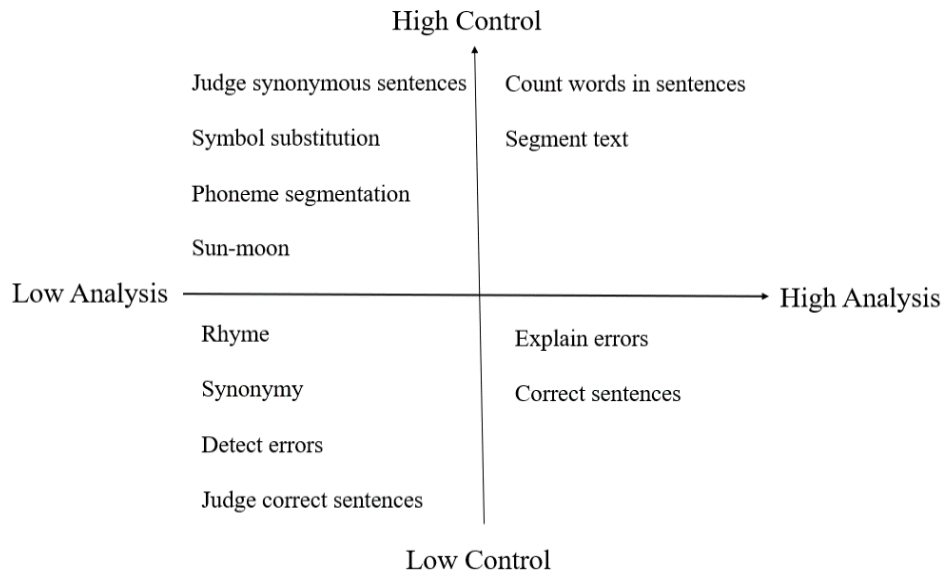 High Control
Judge synonymous sentences
Count words in sentences
Symbol substitution
Segment text
Phoneme segmentation
Sun-moon
Low Analysis
High Analysis
Rhyme
Explain errors
Synonymy
Correct sentences
Detect errors
Judge correct sentences
Low Control